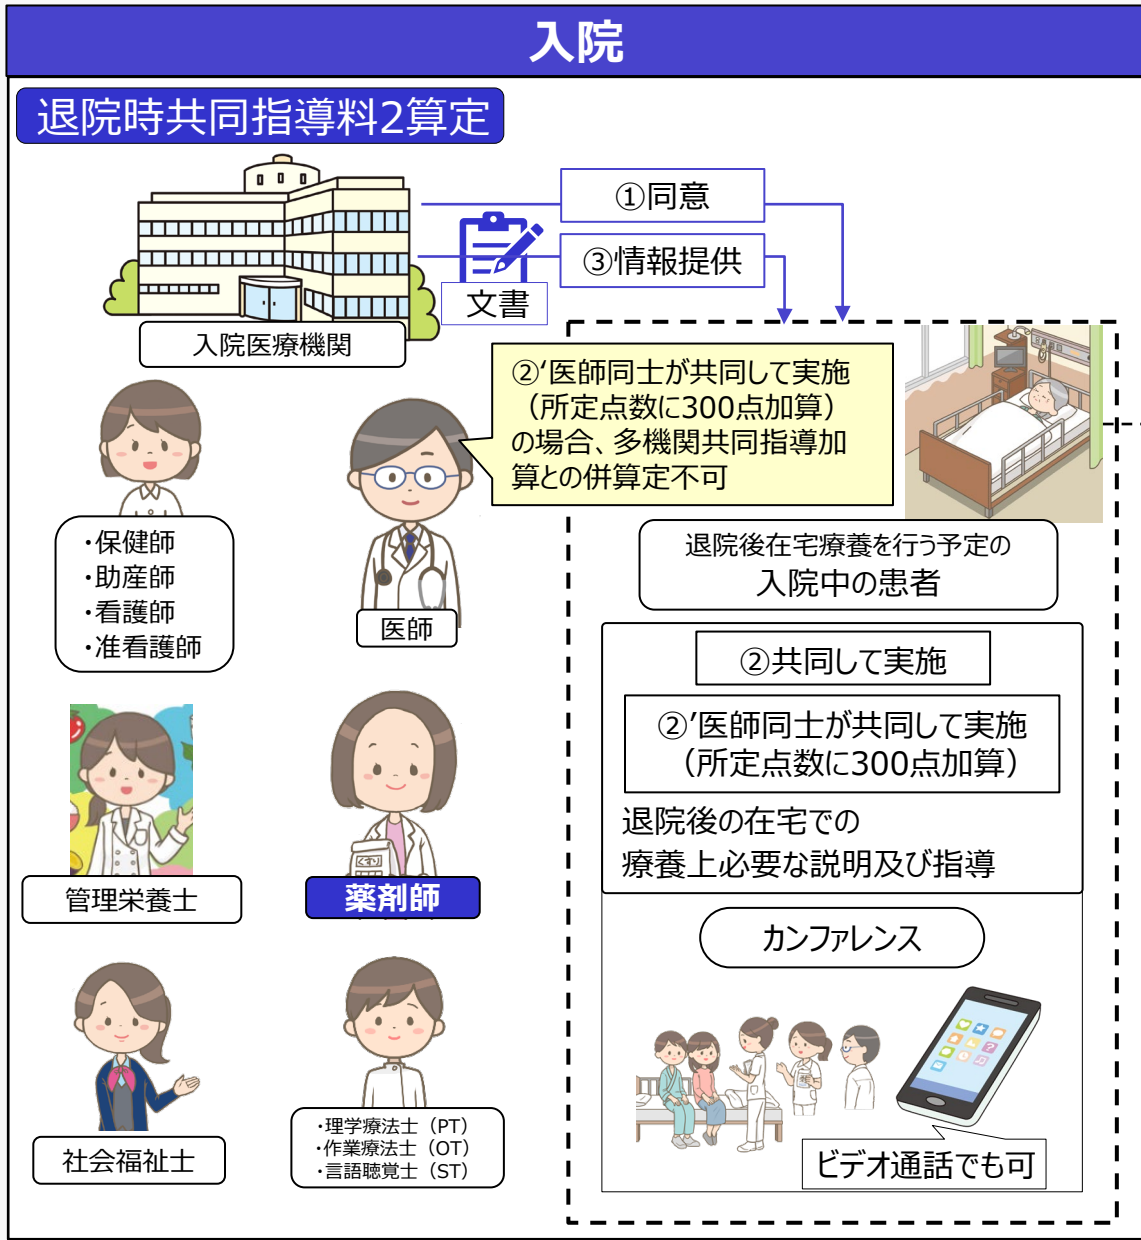 入院
退院時共同指導料2算定
①同意
③情報提供
文書
入院医療機関
②‘医師同士が共同して実施
（所定点数に300点加算）
の場合、多機関共同指導加
算との併算定不可
・保健師
・助産師
・看護師
・准看護師
医師
退院後在宅療養を行う予定の
入院中の患者
②共同して実施
②’医師同士が共同して実施
（所定点数に300点加算）
退院後の在宅での
療養上必要な説明及び指導
管理栄養士
くすり
薬剤師
カンファレンス
社会福祉士
・理学療法士（PT）
・作業療法士（OT）
・言語聴覚士（ST）
ビデオ通話でも可